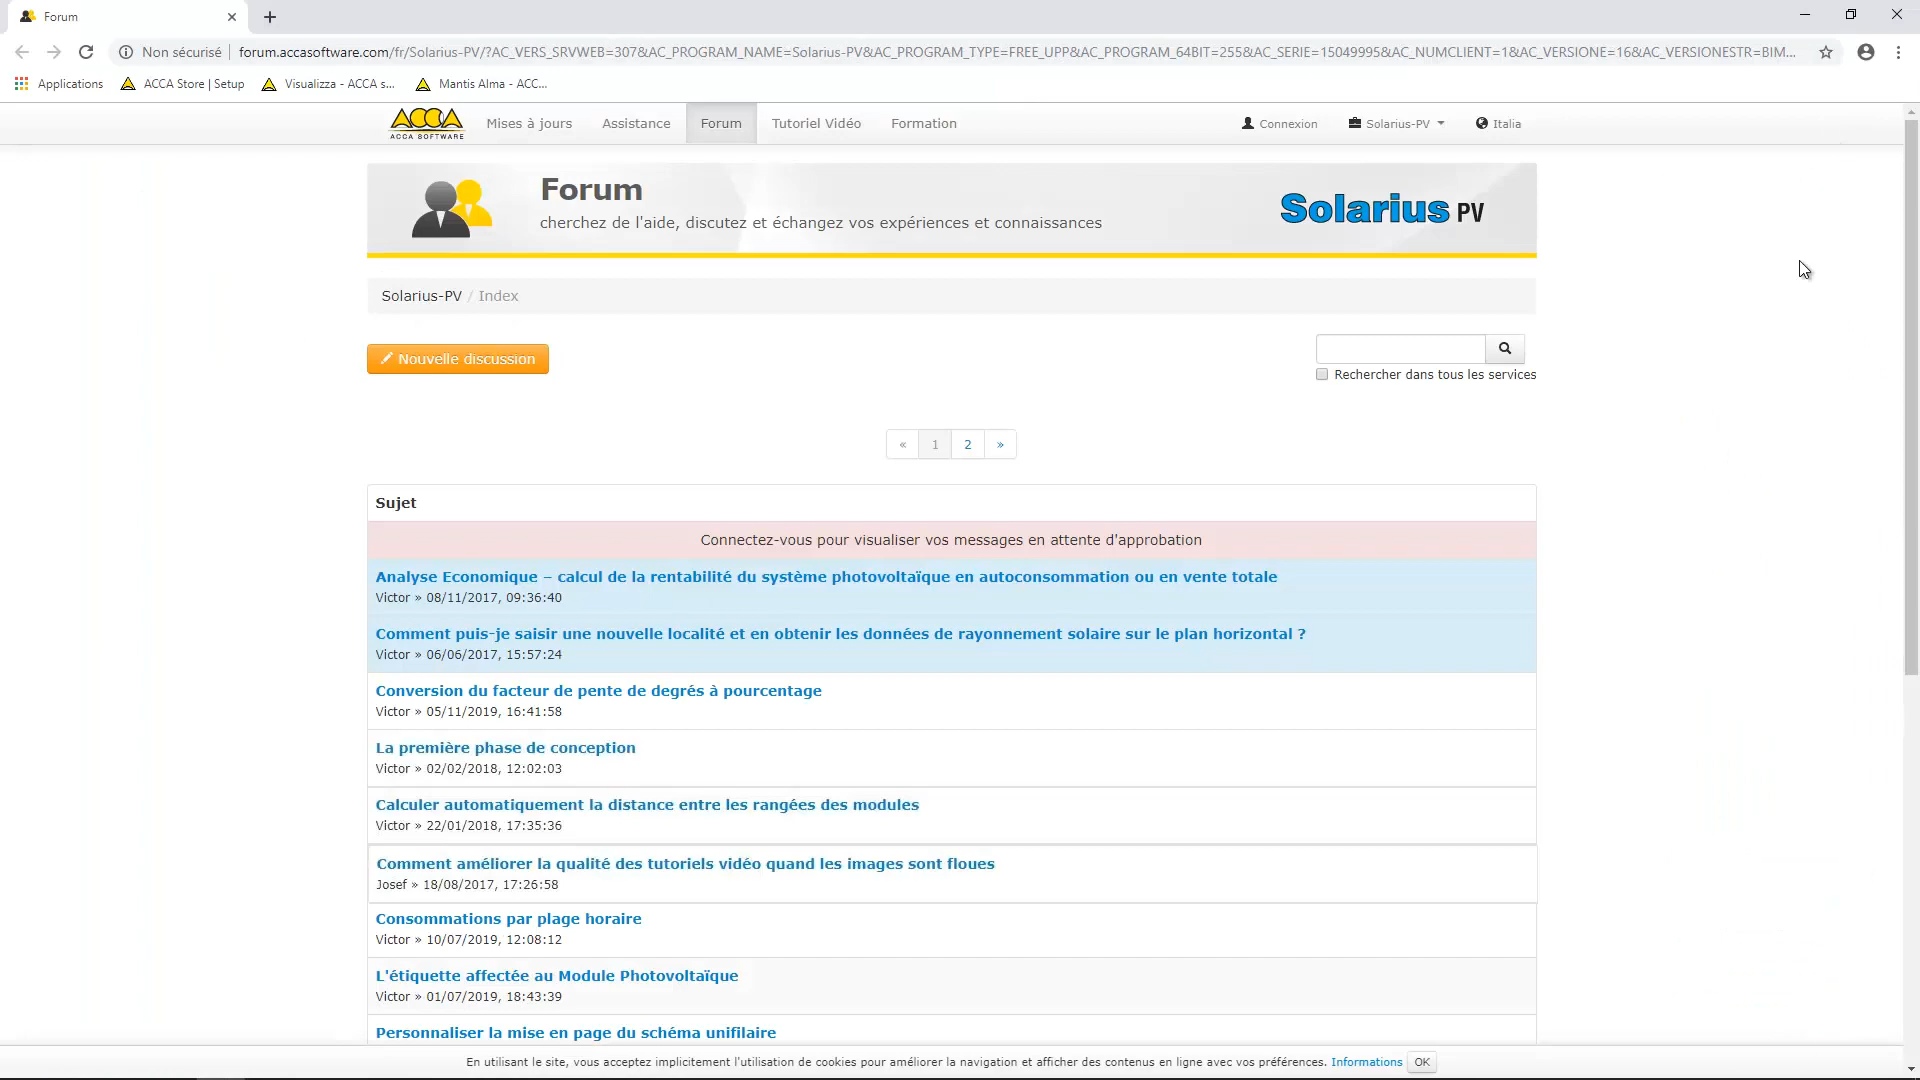 Forum
Non sécurisé
forum.accasoftware.com/fr/Solarius-PV/?AC_VERS_SRVWEB=307&AC_PROGRAM_NAME=Solarius-PV&AC_PROGRAM_TYPE=FREE_UPP&AC_PROGRAM_64BIT=255&AC_SERIE=15049995&AC_NUMCLIENT=1&AC_VERSIONE=16&AC_VERSIONESTR=BIM...
Applications ACCA Store | Setup Visualizza - ACCA s... Mantis Alma - ACC...
ACCA
ACCA SOFTWARE
Mises à jours Assistance Forum Tutoriel Vidéo Formation Connexion Solarius-PV Italia
Forum
cherchez de l'aide, discutez et échangez vos expériences et connaissances
Solarius PV
Solarius-PV / Index
Nouvelle discussion
Rechercher dans tous les services
« 1 2 »
Sujet
Connectez-vous pour visualiser vos messages en attente d'approbation
Analyse Economique – calcul de la rentabilité du système photovoltaïque en autoconsommation ou en vente totale
Victor » 08/11/2017, 09:36:40
Comment puis-je saisir une nouvelle localité et en obtenir les données de rayonnement solaire sur le plan horizontal ?
Victor » 06/06/2017, 15:57:24
Conversion du facteur de pente de degrés à pourcentage
Victor » 05/11/2019, 16:41:58
La première phase de conception
Victor » 02/02/2018, 12:02:03
Calculer automatiquement la distance entre les rangées des modules
Victor » 22/01/2018, 17:35:36
Comment améliorer la qualité des tutoriels vidéo quand les images sont floues
Josef » 18/08/2017, 17:26:58
Consommations par plage horaire
Victor » 10/07/2019, 12:08:12
L'étiquette affectée au Module Photovoltaïque
Victor » 01/07/2019, 18:43:39
Personnaliser la mise en page du schéma unifilaire
En utilisant le site, vous acceptez implicitement l'utilisation de cookies pour améliorer la navigation et afficher des contenus en ligne avec vos préférences. Informations OK